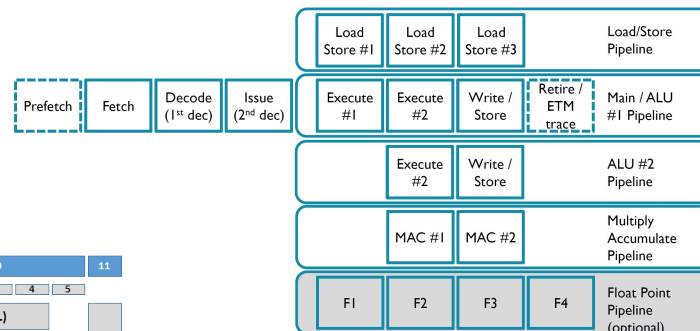 Load
Store #1
Load
Store #2
Load
Store #3
Load/Store
Pipeline
Prefetch
Fetch
Decode
(1st dec)
Issue
(2nd dec)
Execute
#1
Execute
#2
Write /
Store
Retire /
ETM
trace
Main / ALU
#1 Pipeline
Execute
#2
Write /
Store
ALU #2
Pipeline
MAC #1
MAC #2
Multiply
Accumulate
Pipeline
11
4
5
F1
F2
F3
F4
Float Point
Pipeline
(optional)